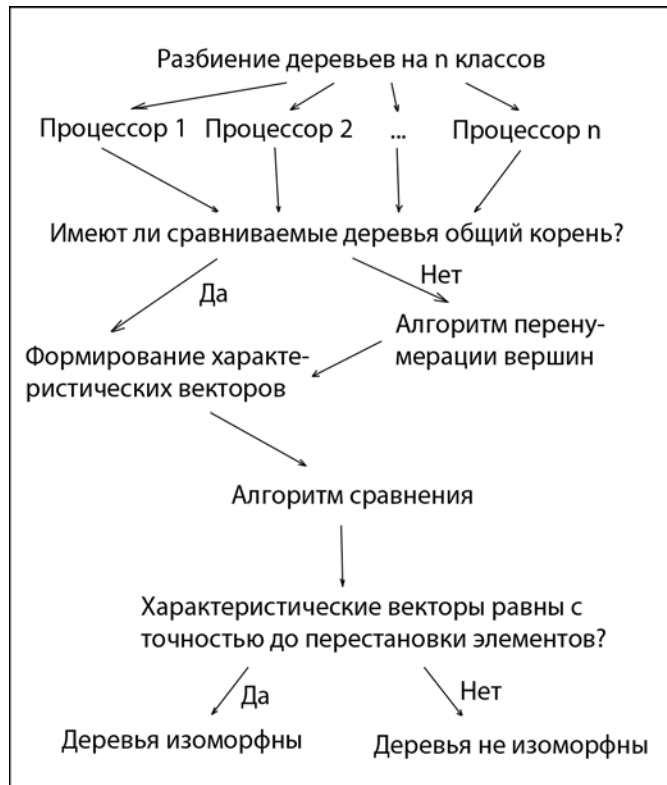 Разбиение деревьев на n классов
Процессор 1 Процессор 2 ... Процессор n
Имеют ли сравниваемые деревья общий корень?
Да
Нет
Алгоритм перену-
мерации вершин
Формирование характе-
ристических векторов
Алгоритм сравнения
Характеристические векторы равны с
точностью до перестановки элементов?
Да
Нет
Деревья изоморфны
Деревья не изоморфны